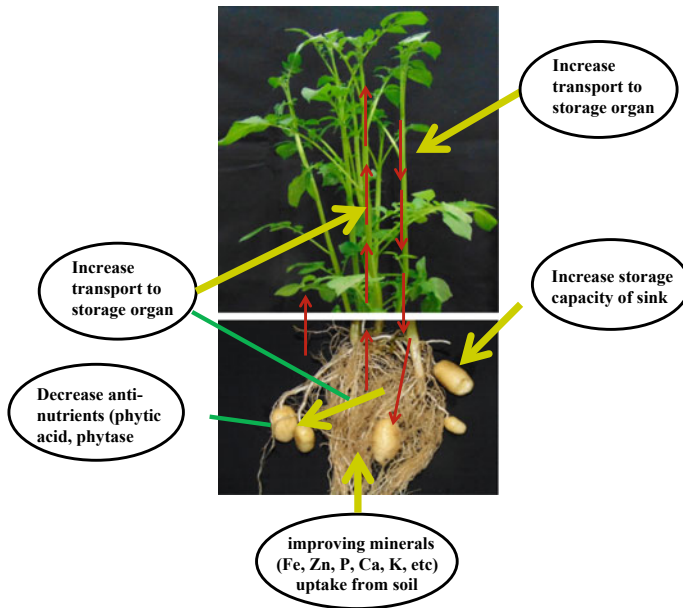 Increase
transport to
storage organ
Increase
transport to
storage organ
Increase storage
capacity of sink
Decrease anti-
nutrients (phytic
acid, phytase
improving minerals
(Fe, Zn, P, Ca, K, etc)
uptake from soil